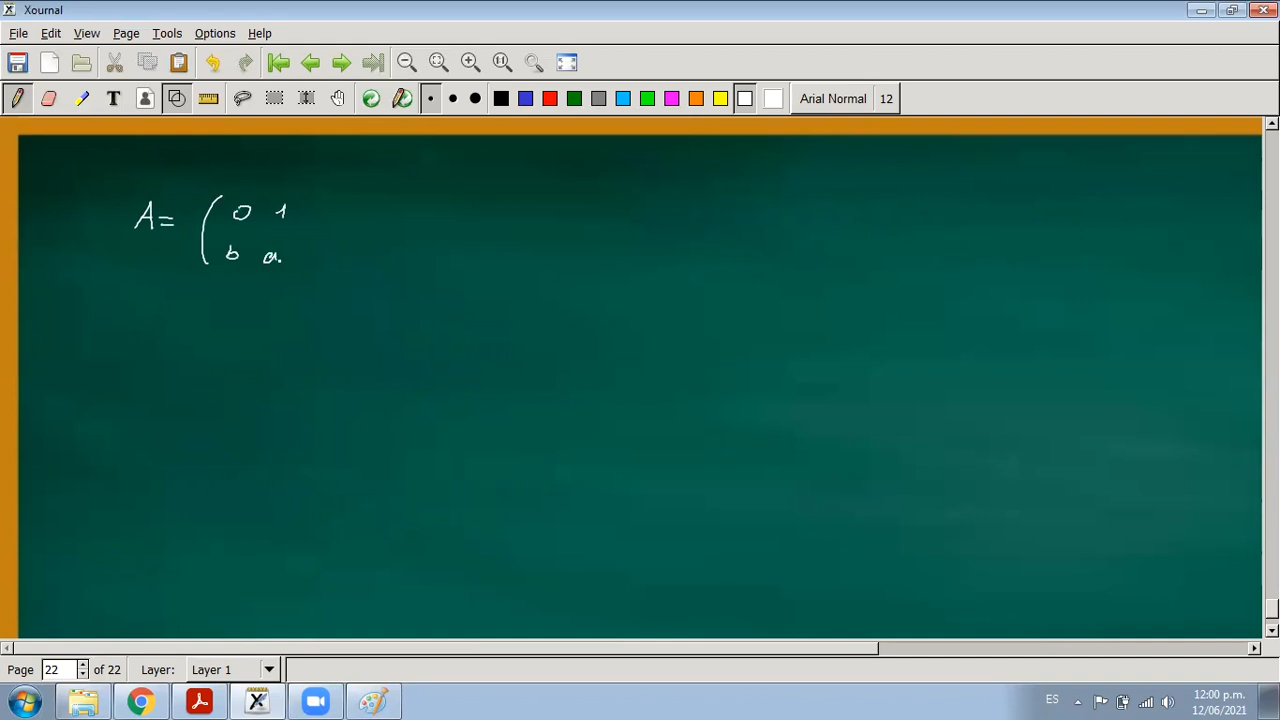 Xournal
File Edit View Page Tools Options Help
Arial Normal 12
A= ( 0 1
b a
Page 22 of 22 Layer: Layer 1
ES 12:00 p.m.
12/06/2021